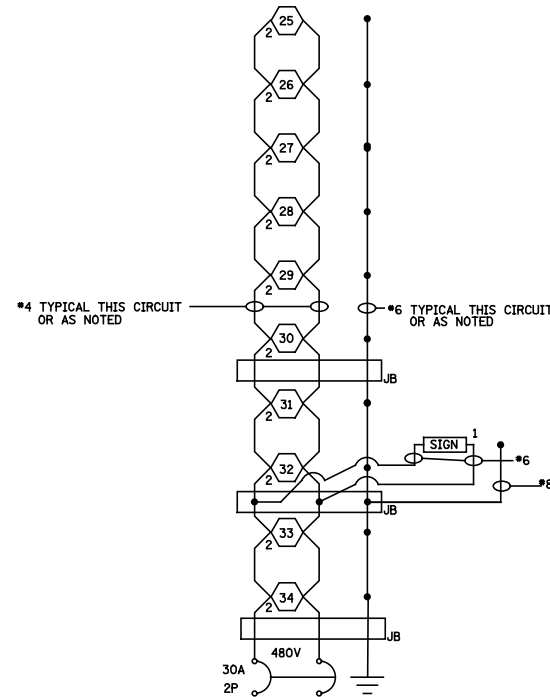 25
2
26
2
27
2
28
2
29
2
#4 TYPICAL THIS CIRCUIT
OR AS NOTED
#6 TYPICAL THIS CIRCUIT
OR AS NOTED
30
2
JB
31
SIGN
1
#6
32
2
#8
JB
33
2
34
2
JB
480V
30A
2P